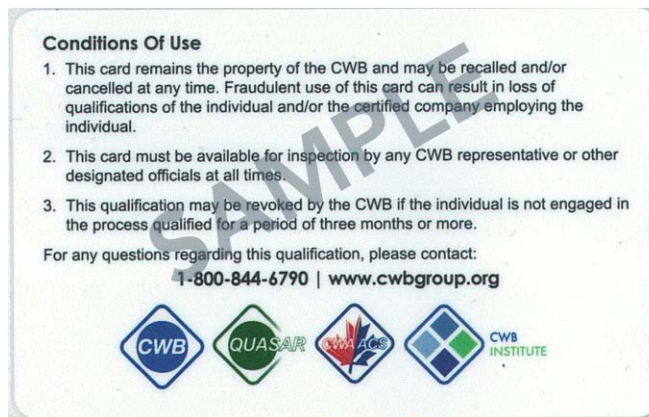 Conditions Of Use
1. This card remains the property of the CWB and may be recalled and/or
cancelled at any time. Fraudulent use of this card can result in loss of
qualifications of the individual and/or the certified company employing the
individual.
2. This card must be available for inspection by any CWB representative or other
designated officials at all times.
3. This qualification may be revoked by the CWB if the individual is not engaged in
the process qualified for a period of three months or more.
For any questions regarding this qualification, please contact:
1-800-844-6790 | www.cwbgroup.org
SAMPLE
CWB
QUASAR
CWA ACS
CWB
INSTITUTE